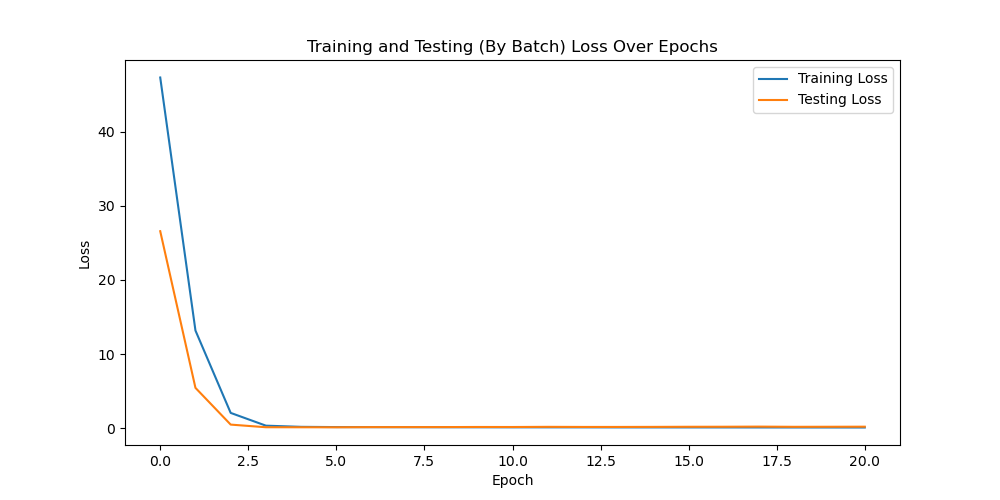 Training and Testing (By Batch) Loss Over Epochs
Training Loss
Testing Loss
40
30
20
10
0
Loss
0.0 2.5 5.0 7.5 10.0 12.5 15.0 17.5 20.0
Epoch